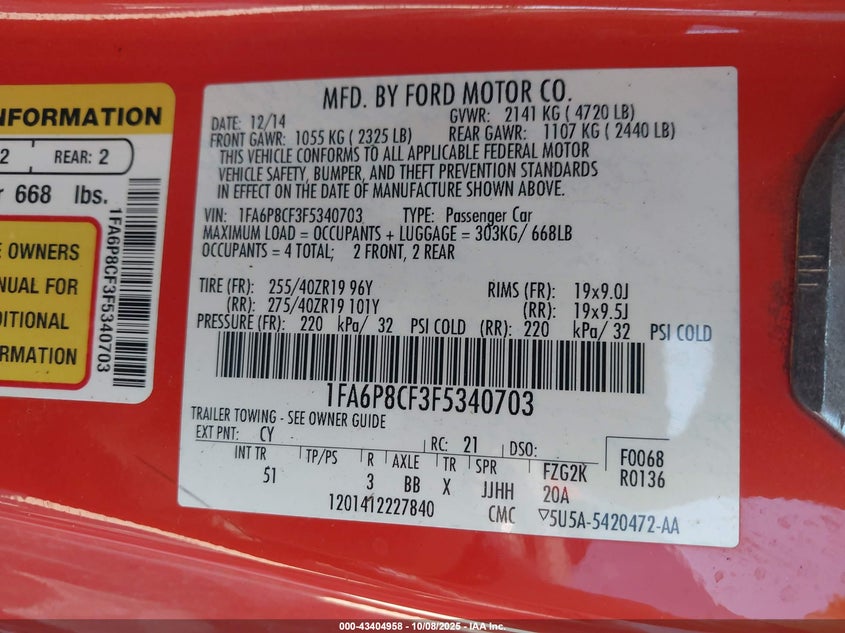 NFORMATION
2 REAR: 2
668 lbs.
E OWNERS
NUAL FOR
DITIONAL
ORMATION
1FA6P8CF3F5340703
MFD. BY FORD MOTOR CO.
DATE: 12/14 GVWR: 2141 KG ( 4720 LB)
FRONT GAWR: 1055 KG ( 2325 LB) REAR GAWR: 1107 KG ( 2440 LB)
THIS VEHICLE CONFORMS TO ALL APPLICABLE FEDERAL MOTOR
VEHICLE SAFETY, BUMPER, AND THEFT PREVENTION STANDARDS
IN EFFECT ON THE DATE OF MANUFACTURE SHOWN ABOVE.
VIN: 1FA6P8CF3F5340703 TYPE: Passenger Car
MAXIMUM LOAD = OCCUPANTS + LUGGAGE = 303KG/ 668LB
OCCUPANTS = 4 TOTAL; 2 FRONT, 2 REAR
TIRE (FR): 255/40ZR19 96Y RIMS (FR): 19x9.0J
(RR): 275/40ZR19 101Y (RR): 19x9.5J
PRESSURE (FR): 220 kPa/ 32 PSI COLD (RR): 220 kPa/ 32 PSI COLD
1FA6P8CF3F5340703
TRAILER TOWING - SEE OWNER GUIDE
EXT PNT: CY RC: 21 DSO: F0068
INT TR TP/PS R AXLE TR SPR FZG2K R0136
51 3 BB X JJHH 20A
1201412227840 CMC ▽5U5A-5420472-AA
000-43404958 - 10/08/2025 - IAA Inc.